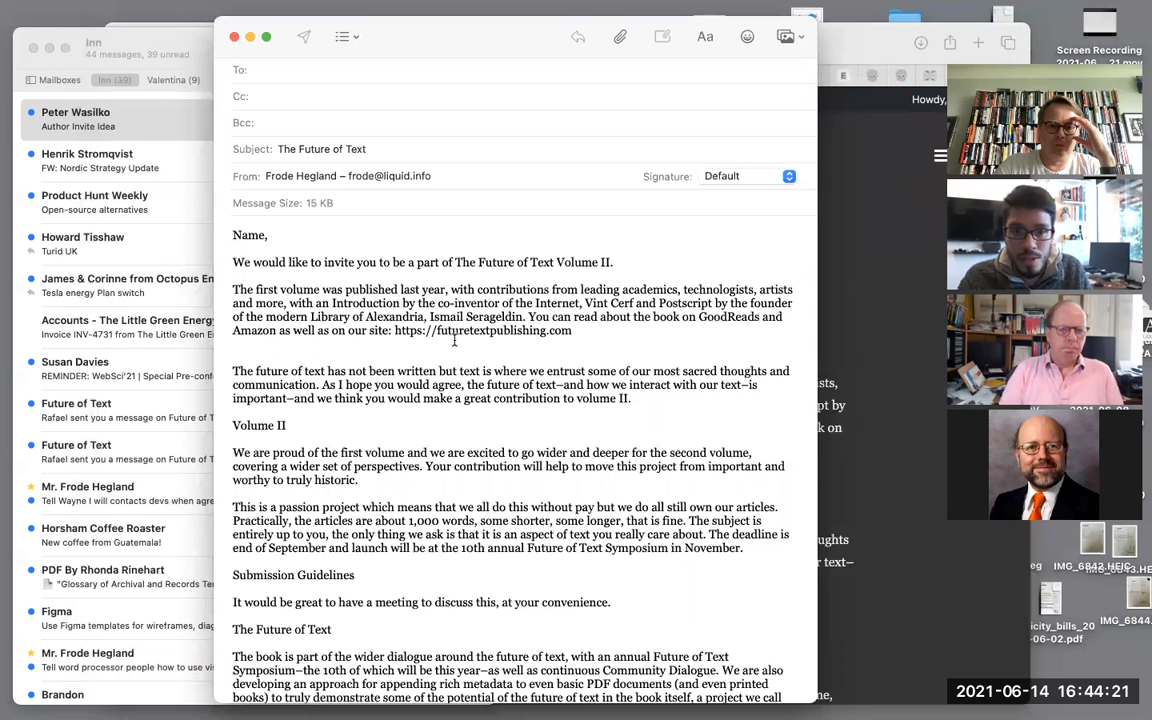 Inn
44 messages, 39 unread
Mailboxes
Inn (39)
Valentina (9)
Peter Wasilko
Author Invite Idea
Henrik Stromqvist
FW: Nordic Strategy Update
Product Hunt Weekly
Open-source alternatives
Howard Tisshaw
Turid UK
James & Corinne from Octopus En
Tesla energy Plan switch
Accounts - The Little Green Energy
Invoice INV-4731 from The Little Gr
Susan Davies
REMINDER: WebSci'21 | Special Pre-conf
Future of Text
Rafael sent you a message on Future of T
Future of Text
Rafael sent you a message on Future of T
Mr. Frode Hegland
Tell Wayne I will contacts devs when agre
Horsham Coffee Roaster
New coffee from Guatemala!
PDF By Rhonda Rinehart
"Glossary of Archival and Records Te
Figma
Use Figma templates for wireframes, diag
Mr. Frode Hegland
Tell word processor people how to use vis
Brandon
Aa
To:
Cc:
Bcc:
Subject: The Future of Text
From: Frode Hegland – frode@liquid.info
Signature: Default
Message Size: 15 KB
Name,
We would like to invite you to be a part of The Future of Text Volume II.
The first volume was published last year, with contributions from leading academics, technologists, artists
and more, with an Introduction by the co-inventor of the Internet, Vint Cerf and Postscript by the founder
of the modern Library of Alexandria, Ismail Serageldin. You can read about the book on GoodReads and
Amazon as well as on our site: https://futuretextpublishing.com
The future of text has not been written but text is where we entrust some of our most sacred thoughts and
communication. As I hope you would agree, the future of text–and how we interact with our text–is
important–and we think you would make a great contribution to volume II.
Volume II
We are proud of the first volume and we are excited to go wider and deeper for the second volume,
covering a wider set of perspectives. Your contribution will help to move this project from important and
worthy to truly historic.
This is a passion project which means that we all do this without pay but we do all still own our articles.
Practically, the articles are about 1,000 words, some shorter, some longer, that is fine. The subject is
entirely up to you, the only thing we ask is that it is an aspect of text you really care about. The deadline is
end of September and launch will be at the 10th annual Future of Text Symposium in November.
Submission Guidelines
It would be great to have a meeting to discuss this, at your convenience.
The Future of Text
The book is part of the wider dialogue around the future of text, with an annual Future of Text
Symposium–the 10th of which will be this year–as well as continuous Community Dialogue. We are also
developing an approach for appending rich metadata to even basic PDF documents (and even printed
books) to truly demonstrate some of the potential of the future of text in the book itself, a project we call
E
Howdy,
sts,
pt by
k on
oughts
r text–
me,
Screen Recording
2021-06... 21.mov
IMG_6842.HEIC
IMG_6844.
icity_bills_20
-06-02.pdf
2021-06-14 16:44:21